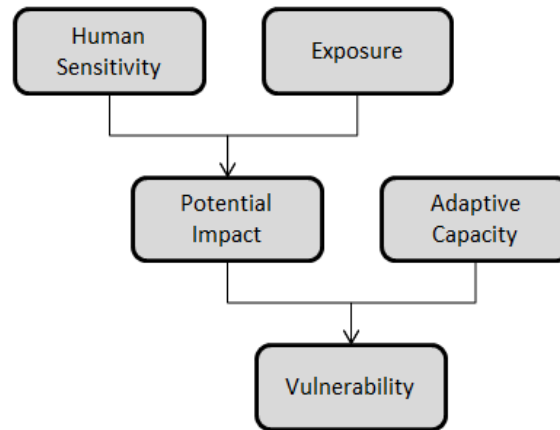 Human
Sensitivity
Exposure
Potential
Impact
Adaptive
Capacity
Vulnerability